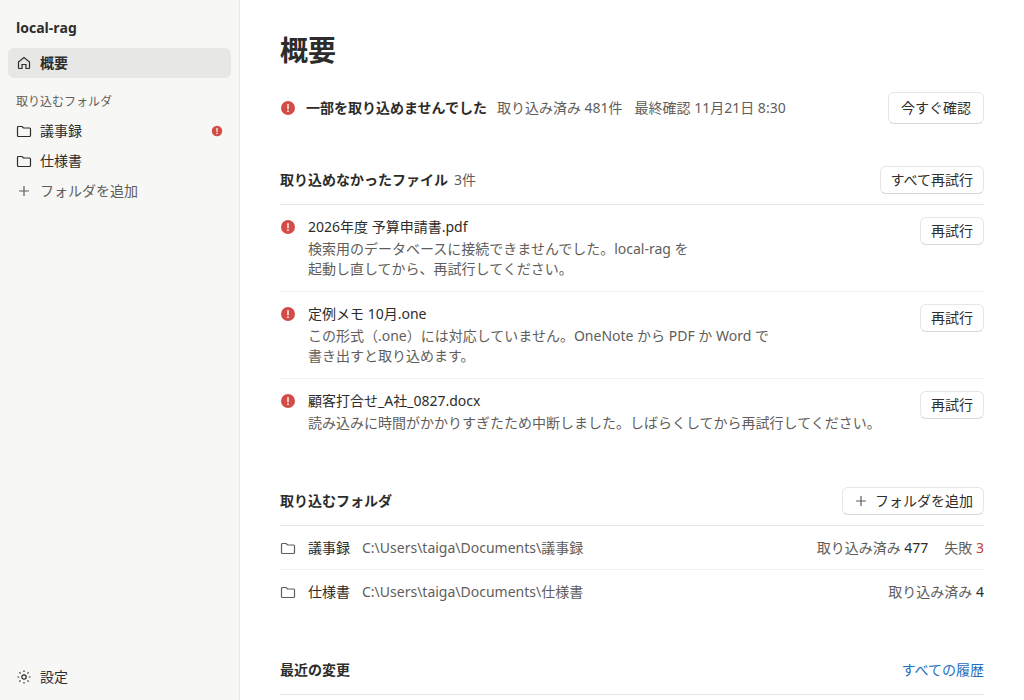 local-rag
概要
取り込むフォルダ
議事録
仕様書
フォルダを追加
設定
概要
一部を取り込めませんでした 取り込み済み 481件 最終確認 11月21日 8:30
今すぐ確認
取り込めなかったファイル 3件
すべて再試行
2026年度 予算申請書.pdf
検索用のデータベースに接続できませんでした。local-rag を
起動し直してから、再試行してください。
再試行
定例メモ 10月.one
この形式（.one）には対応していません。OneNote から PDF か Word で
書き出すと取り込めます。
再試行
顧客打合せ_A社_0827.docx
読み込みに時間がかかりすぎたため中断しました。しばらくしてから再試行してください。
再試行
取り込むフォルダ
フォルダを追加
議事録 C:\Users\taiga\Documents\議事録 取り込み済み 477 失敗 3
仕様書 C:\Users\taiga\Documents\仕様書 取り込み済み 4
最近の変更
すべての履歴